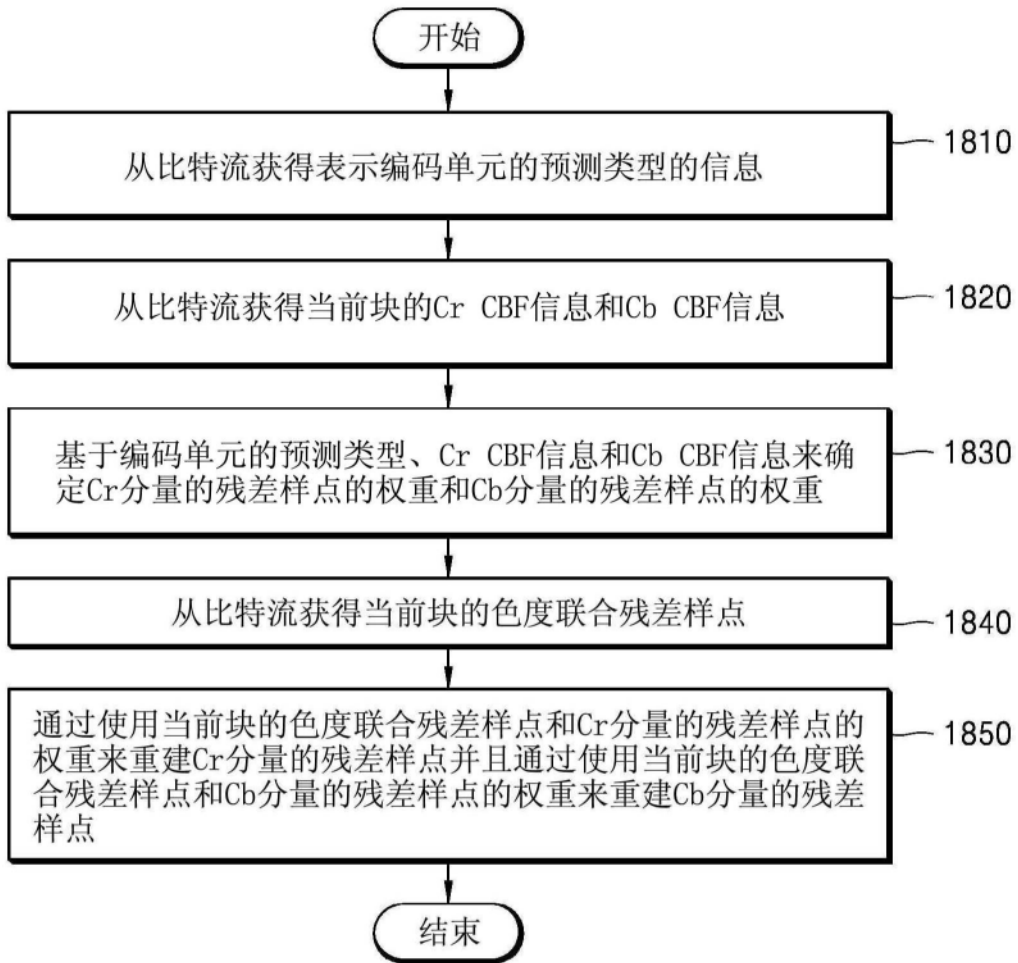 开始
从比特流获得表示编码单元的预测类型的信息
1810
从比特流获得当前块的Cr CBF信息和Cb CBF信息
1820
基于编码单元的预测类型、Cr CBF信息和Cb CBF信息来确
定Cr分量的残差样点的权重和Cb分量的残差样点的权重
1830
从比特流获得当前块的色度联合残差样点
1840
通过使用当前块的色度联合残差样点和Cr分量的残差样点的
权重来重建Cr分量的残差样点并且通过使用当前块的色度联
合残差样点和Cb分量的残差样点的权重来重建Cb分量的残差
样点
1850
结束